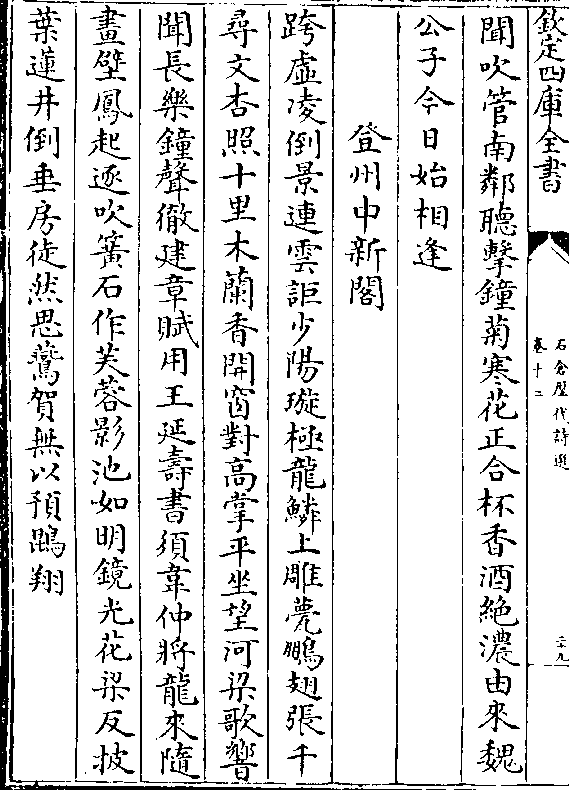 欽定四庫全書
石倉歷代詩選
卷十二
二十九
聞吹管南鄰聽擊鐘菊寒花正合杯香酒絶濃由來魏
公子今日始相逢
登州中新閣
跨虛凌倒景連雲詎少陽璇極龍鱗上雕甍鵬翅張千
尋文杏照十里木蘭香開窗對髙掌平坐望河梁歌響
聞長樂鐘聲徹建章賦用王延壽書須韋仲將龍來隨
畫壁鳳起逐吹簧石作芙蓉影池如明鏡光花梁反披
葉蓮井倒垂房徒然思鷰賀無以預鵾翔